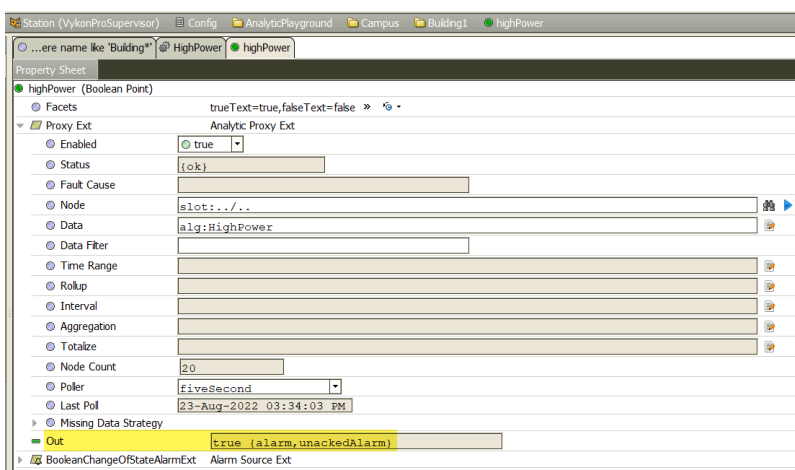 Station (VykonProSupervisor) Config AnalyticPlayground Campus Building1 highPower
...ere name like 'Building*' HighPower highPower
Property Sheet
highPower (Boolean Point)
Facets trueText=true,falseText=false »
Proxy Ext Analytic Proxy Ext
Enabled true
Status {ok}
Fault Cause
Node slot:../..
Data alg:HighPower
Data Filter
Time Range
Rollup
Interval
Aggregation
Totalize
Node Count 20
Poller fiveSecond
Last Poll 23-Aug-2022 03:34:03 PM
Missing Data Strategy
Out true {alarm,unackedAlarm}
BooleanChangeOfStateAlarmExt Alarm Source Ext